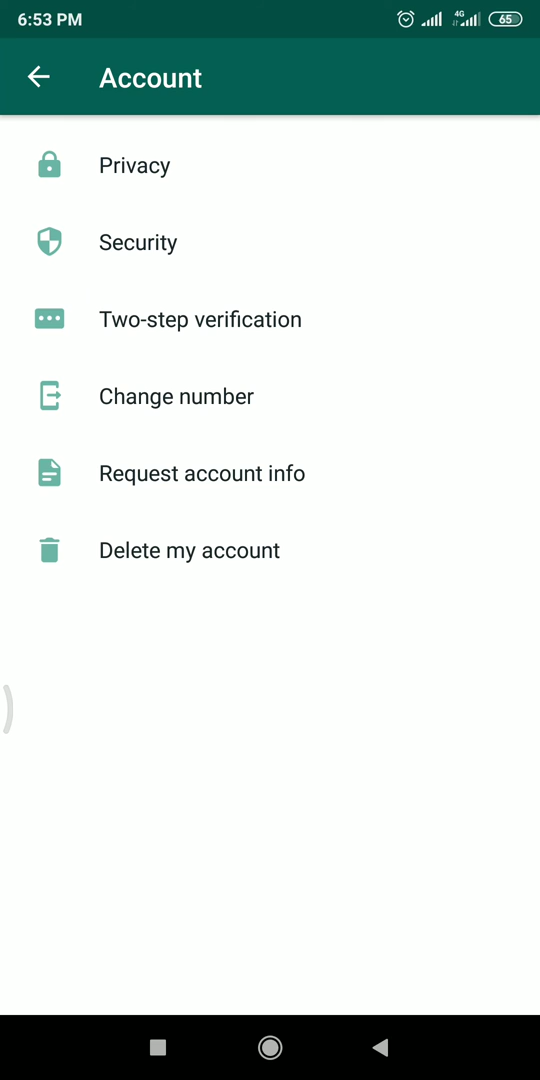 6:53 PM 4G 65
Account
Privacy
Security
Two-step verification
Change number
Request account info
Delete my account